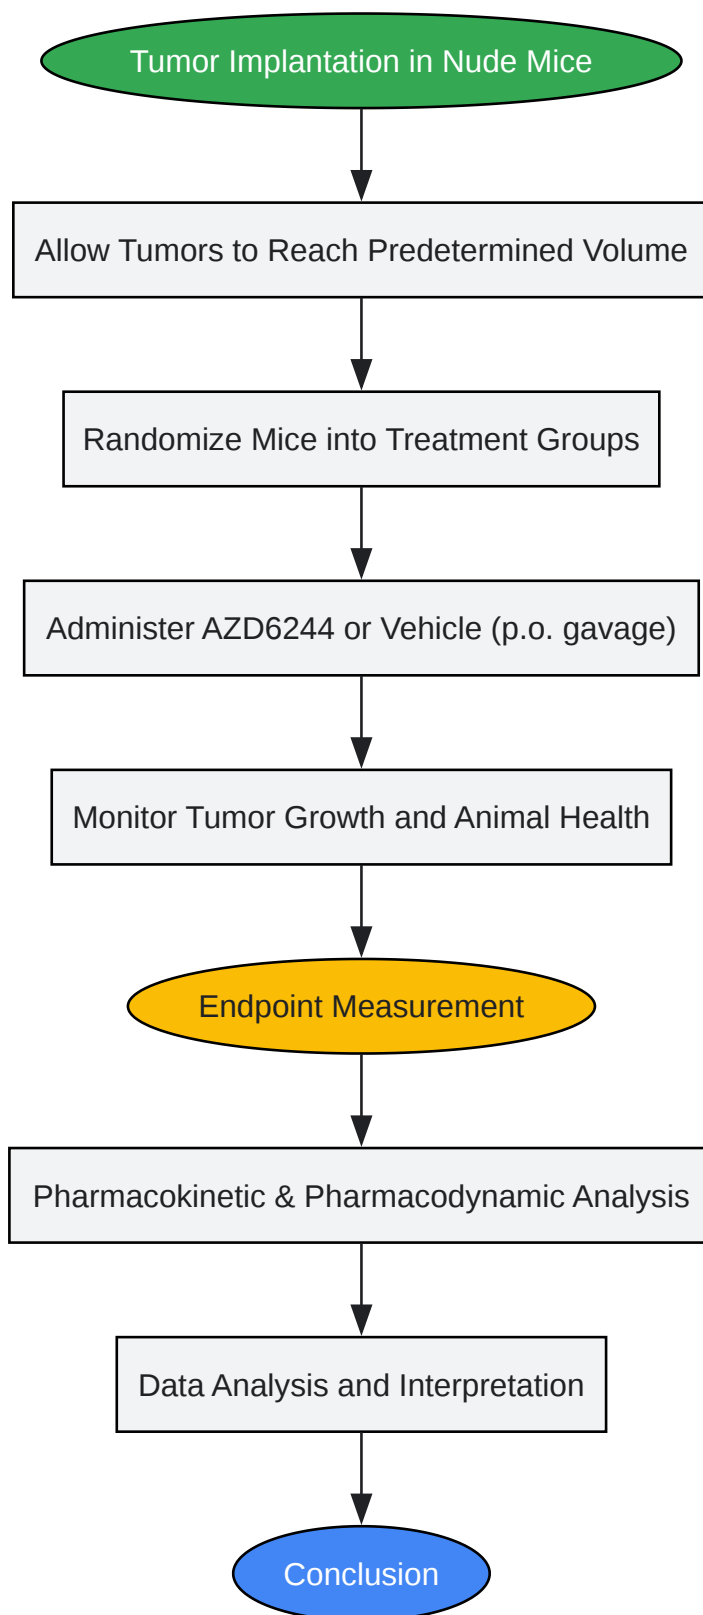 Tumor Implantation in Nude Mice
Allow Tumors to Reach Predetermined Volume
Randomize Mice into Treatment Groups
Administer AZD6244 or Vehicle (p.o. gavage)
Monitor Tumor Growth and Animal Health
Endpoint Measurement
Pharmacokinetic & Pharmacodynamic Analysis
Data Analysis and Interpretation
Conclusion